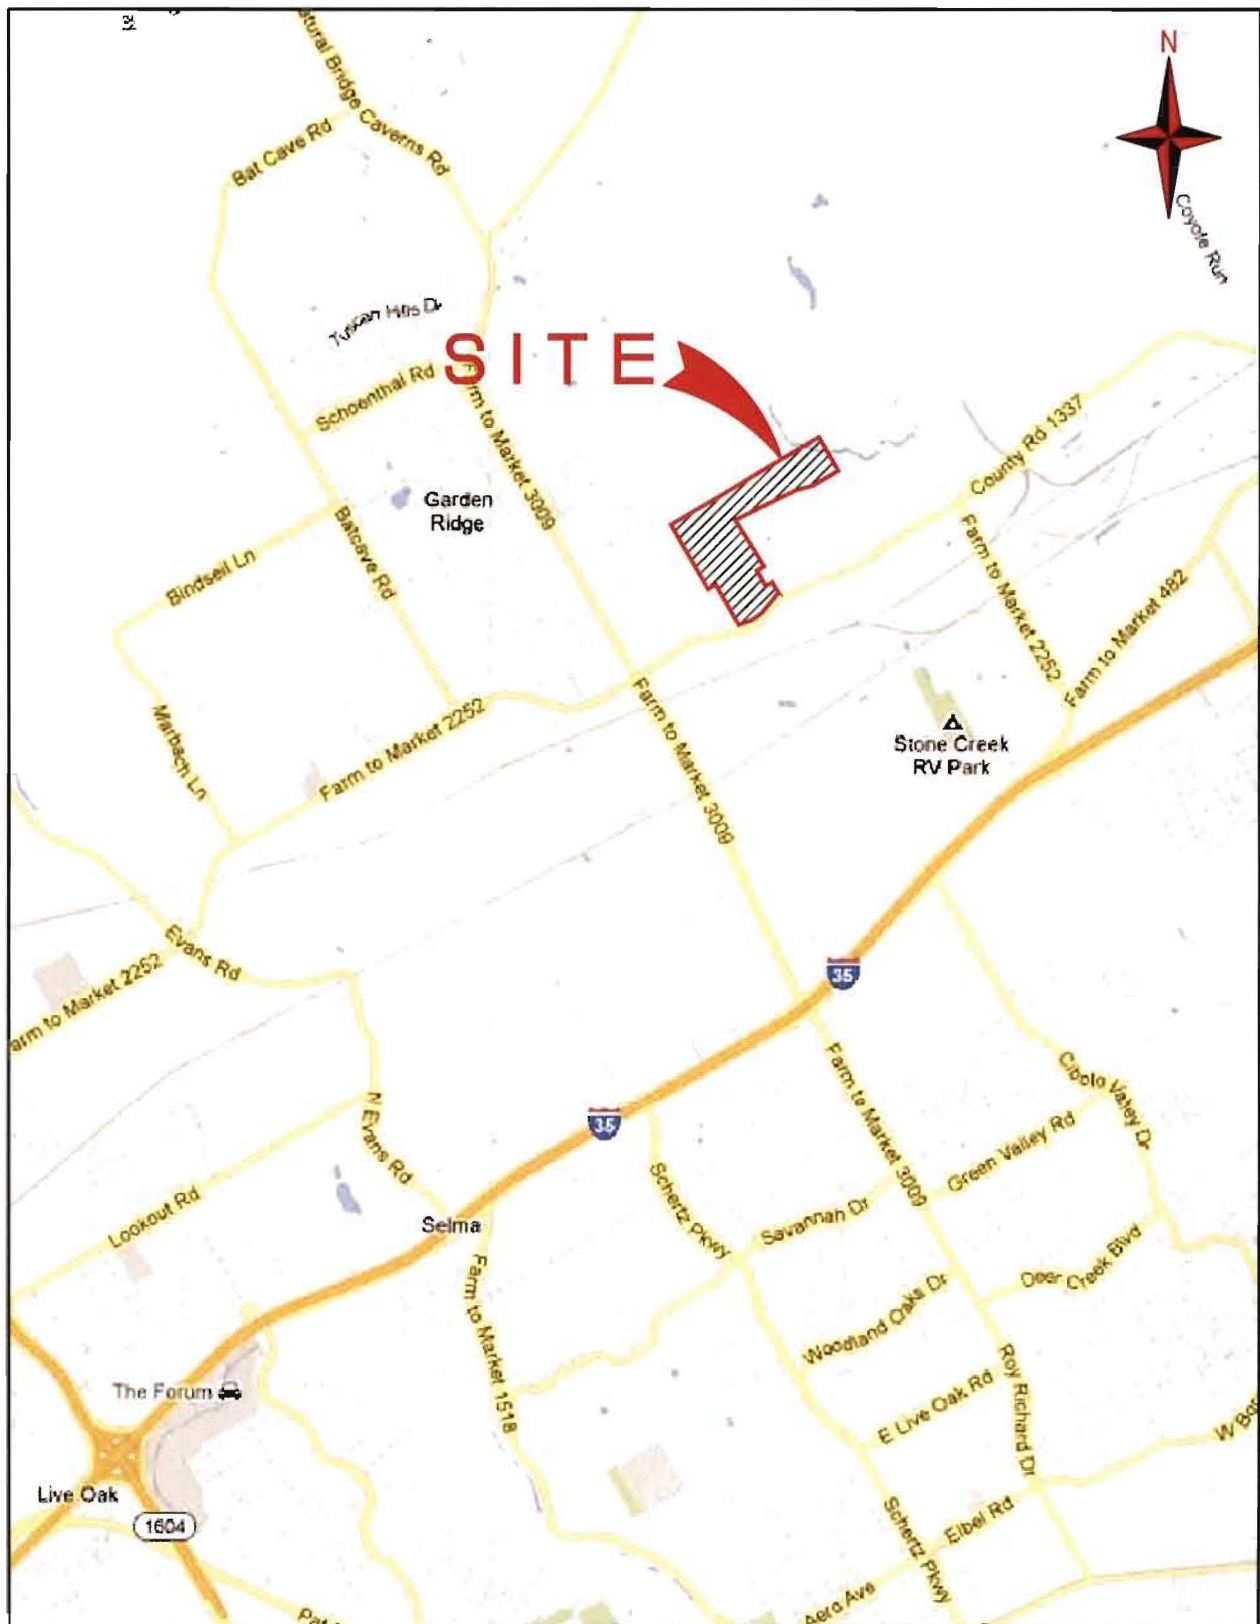 N
atural Bridge Caverns Rd
Bat Cave Rd
Coyote Run
Tuscan Hills Dr
SITE
Schoenthal Rd
Farm to Market 3009
County Rd 1337
Garden
Ridge
Batcave Rd
Bindseil Ln
Farm to Market 2252
Farm to Market 482
Farm to Market 3009
Marbach Ln
Farm to Market 2252
Stone Creek
RV Park
Evans Rd
arm to Market 2252
35
Farm to Market 3009
Cibolo Valley Dr
N Evans Rd
35
Green Valley Rd
Schertz Pkwy
Lookout Rd
Selma
Savannah Dr
Deer Creek Blvd
Farm to Market 1518
Woodland Oaks Dr
Roy Richard Dr
The Forum
E Live Oak Rd
W Bor
Live Oak
1604
Schertz Pkwy
Elbel Rd
Aero Ave